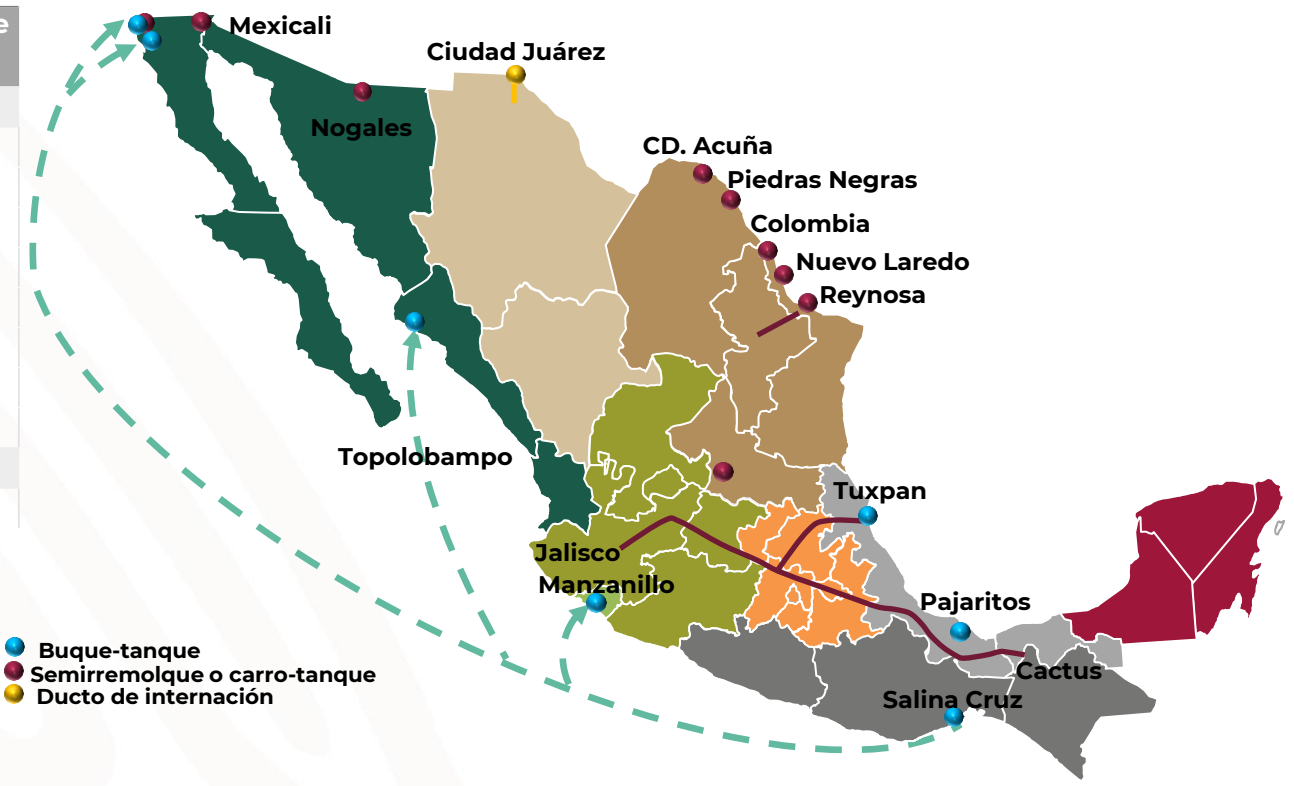 e
Mexicali
Ciudad Juárez
Nogales
CD. Acuña
Piedras Negras
Colombia
Nuevo Laredo
Reynosa
Topolobampo
Tuxpan
Jalisco
Manzanillo
Pajaritos
Cactus
Salina Cruz
Buque-tanque
Semirremolque o carro-tanque
Ducto de internación